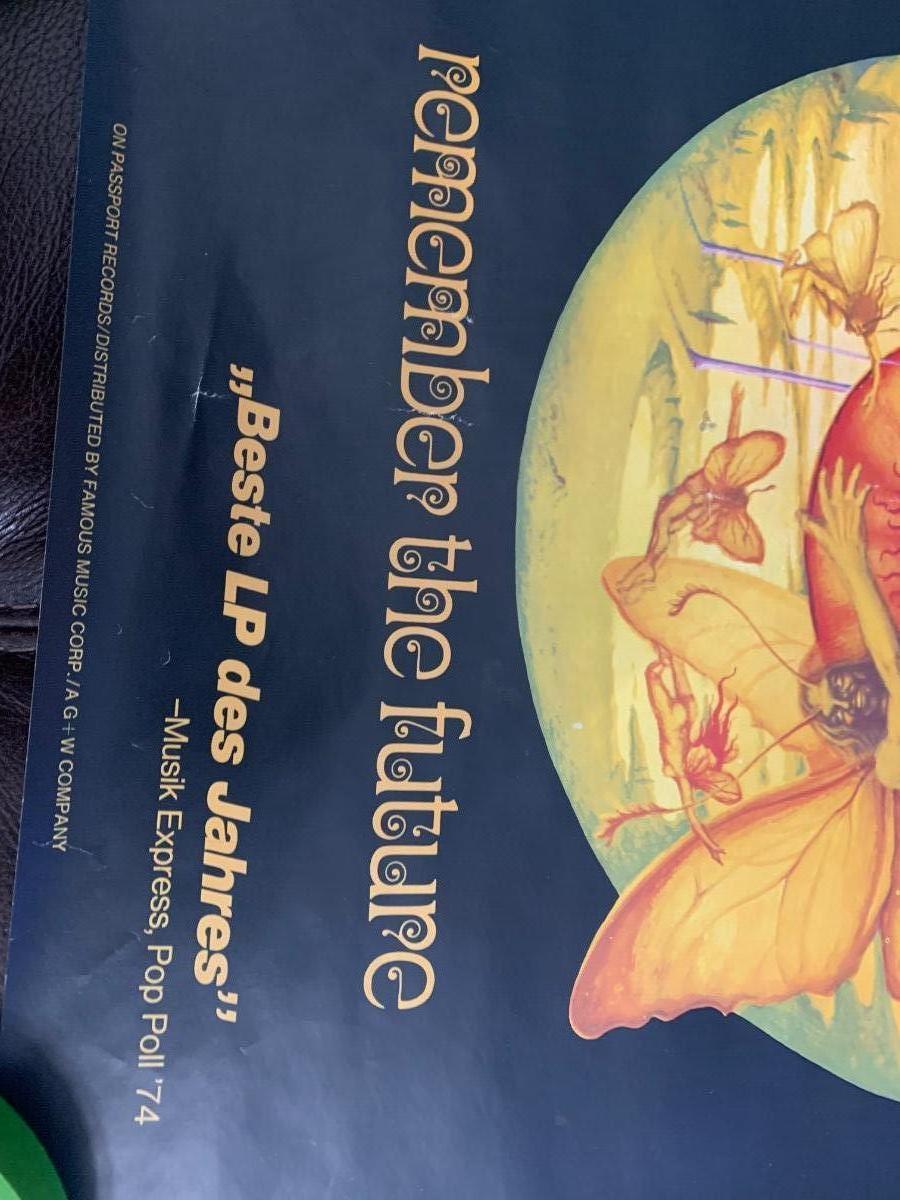 remember the future
„Beste LP des Jahres”
–Musik Express, Pop Poll '74
ON PASSPORT RECORDS/DISTRIBUTED BY FAMOUS MUSIC CORP./A G+W COMPANY